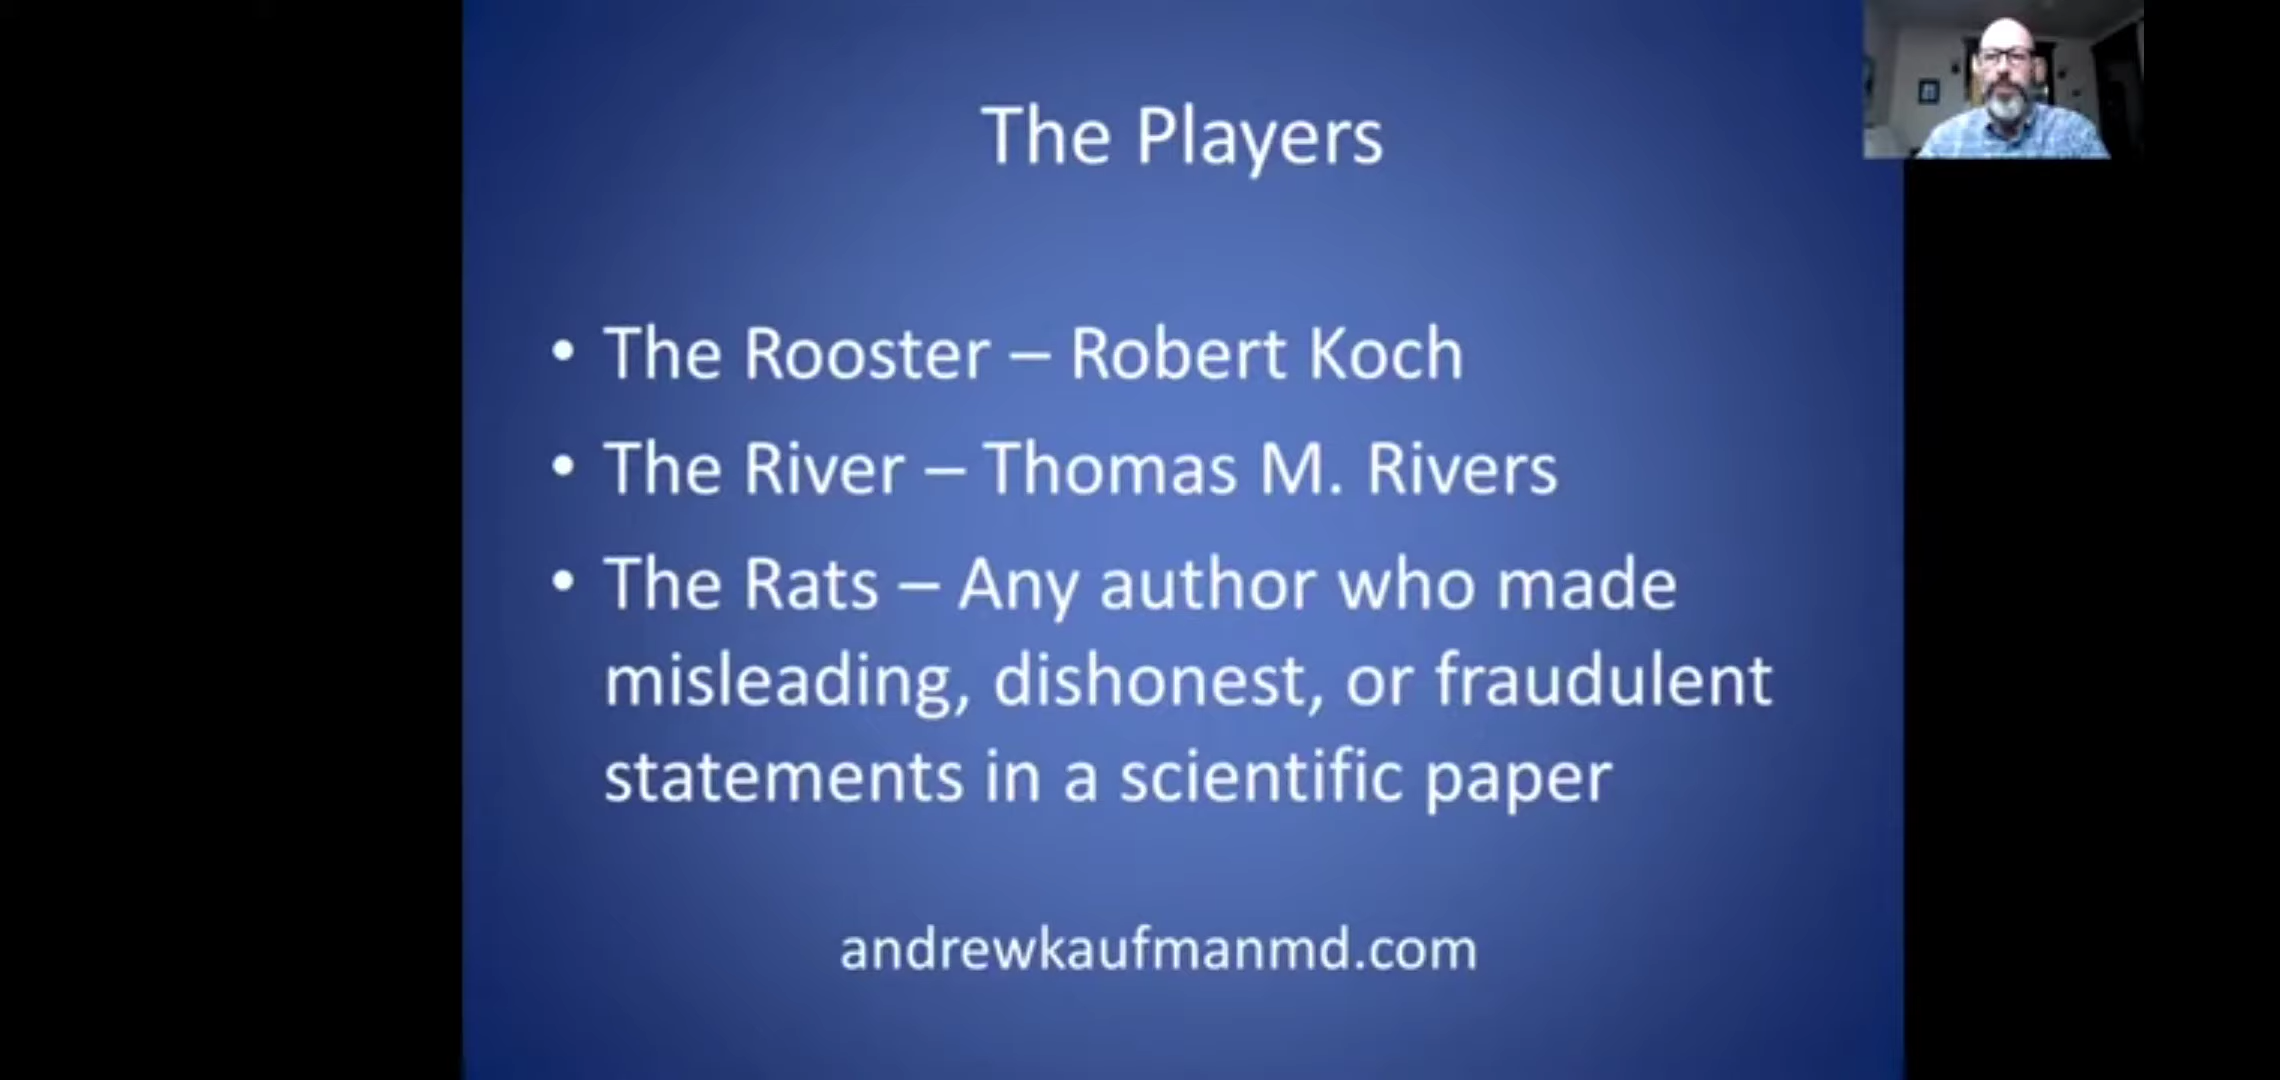 The Players
• The Rooster – Robert Koch
• The River – Thomas M. Rivers
• The Rats – Any author who made
misleading, dishonest, or fraudulent
statements in a scientific paper
andrewkaufmanmd.com